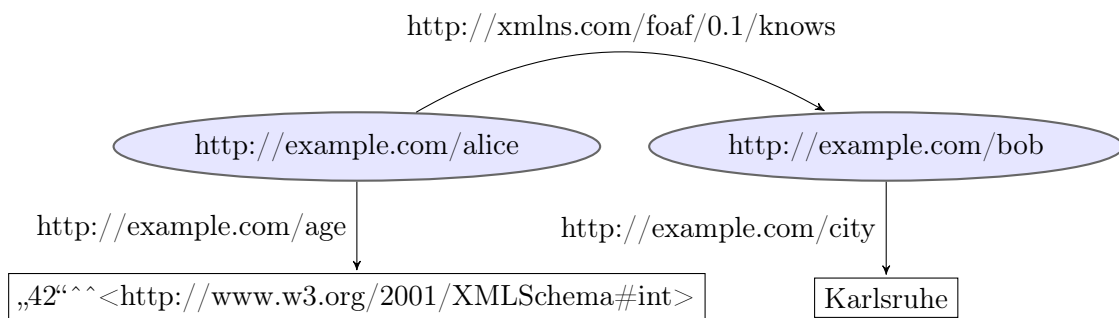 http://xmlns.com/foaf/0.1/knows
http://example.com/alice
http://example.com/bob
http://example.com/age
http://example.com/city
„42“^^<http://www.w3.org/2001/XMLSchema#int>
Karlsruhe